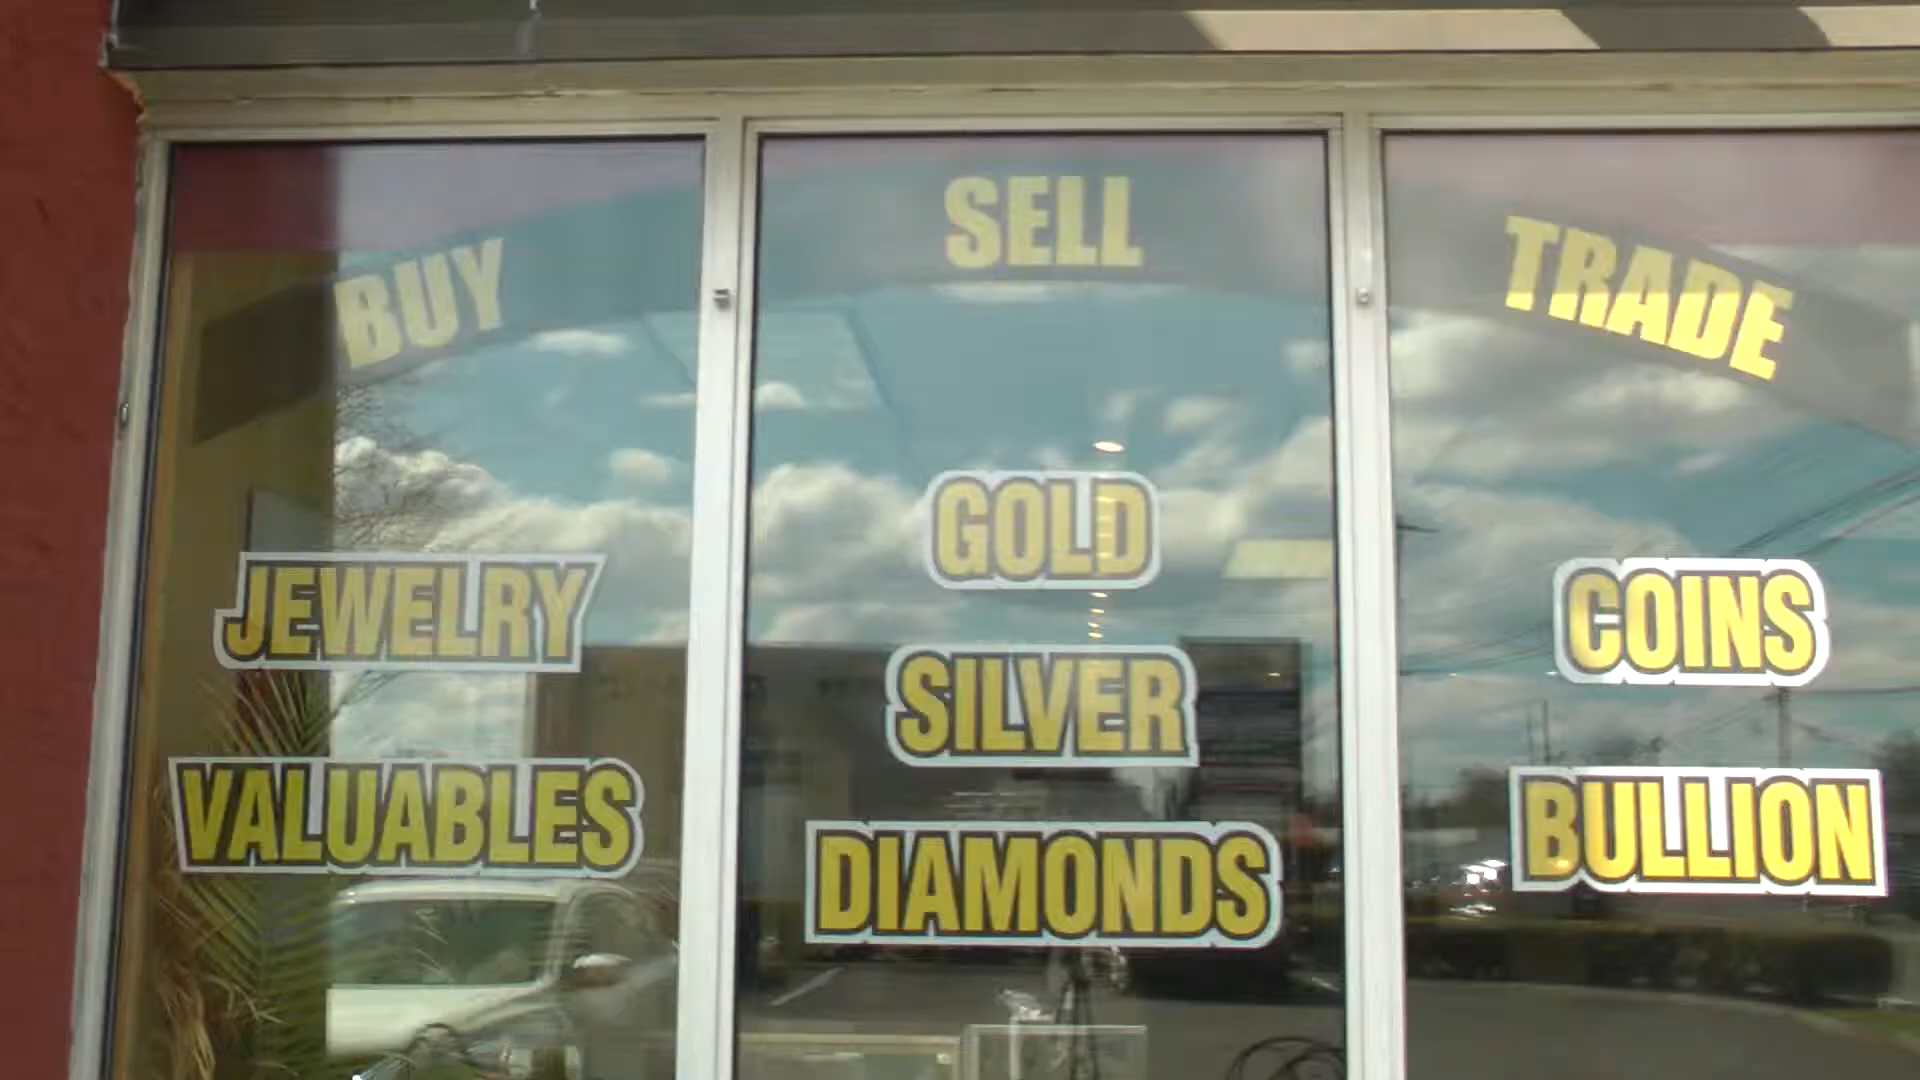 BUY SELL TRADE
JEWELRY
VALUABLES
GOLD
SILVER
DIAMONDS
COINS
BULLION